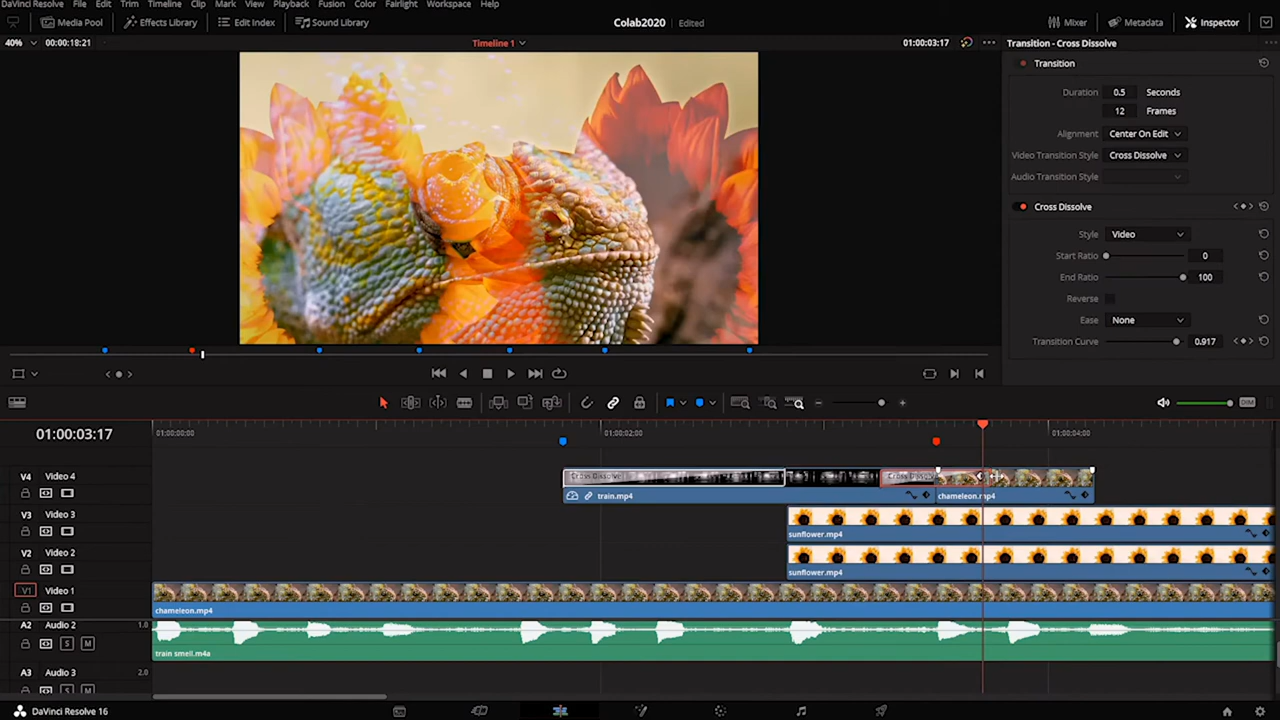 DaVinci Resolve File Edit Trim Timeline Clip Mark View Playback Fusion Color Fairlight Workspace Help
Media Pool Effects Library Edit Index Sound Library Colab2020 Edited Mixer Metadata Inspector
40% 00:00:18:21 Timeline 1 01:00:03:17 Transition - Cross Dissolve
Transition
Duration 0.5 Seconds
12 Frames
Alignment Center On Edit
Video Transition Style Cross Dissolve
Audio Transition Style
Cross Dissolve
Style Video
Start Ratio 0
End Ratio 100
Reverse
Ease None
Transition Curve 0.917
DIM
01:00:03:17 01:00:00:00 01:00:02:00 01:00:04:00
V4 Video 4 Cross Dissolve Cross Dissolve
train.mp4 chameleon.mp4
V3 Video 3
sunflower.mp4
V2 Video 2
sunflower.mp4
V1 Video 1
chameleon.mp4
A2 Audio 2 1.0
S M
train smell.m4a
A3 Audio 3 2.0
S M
DaVinci Resolve 16